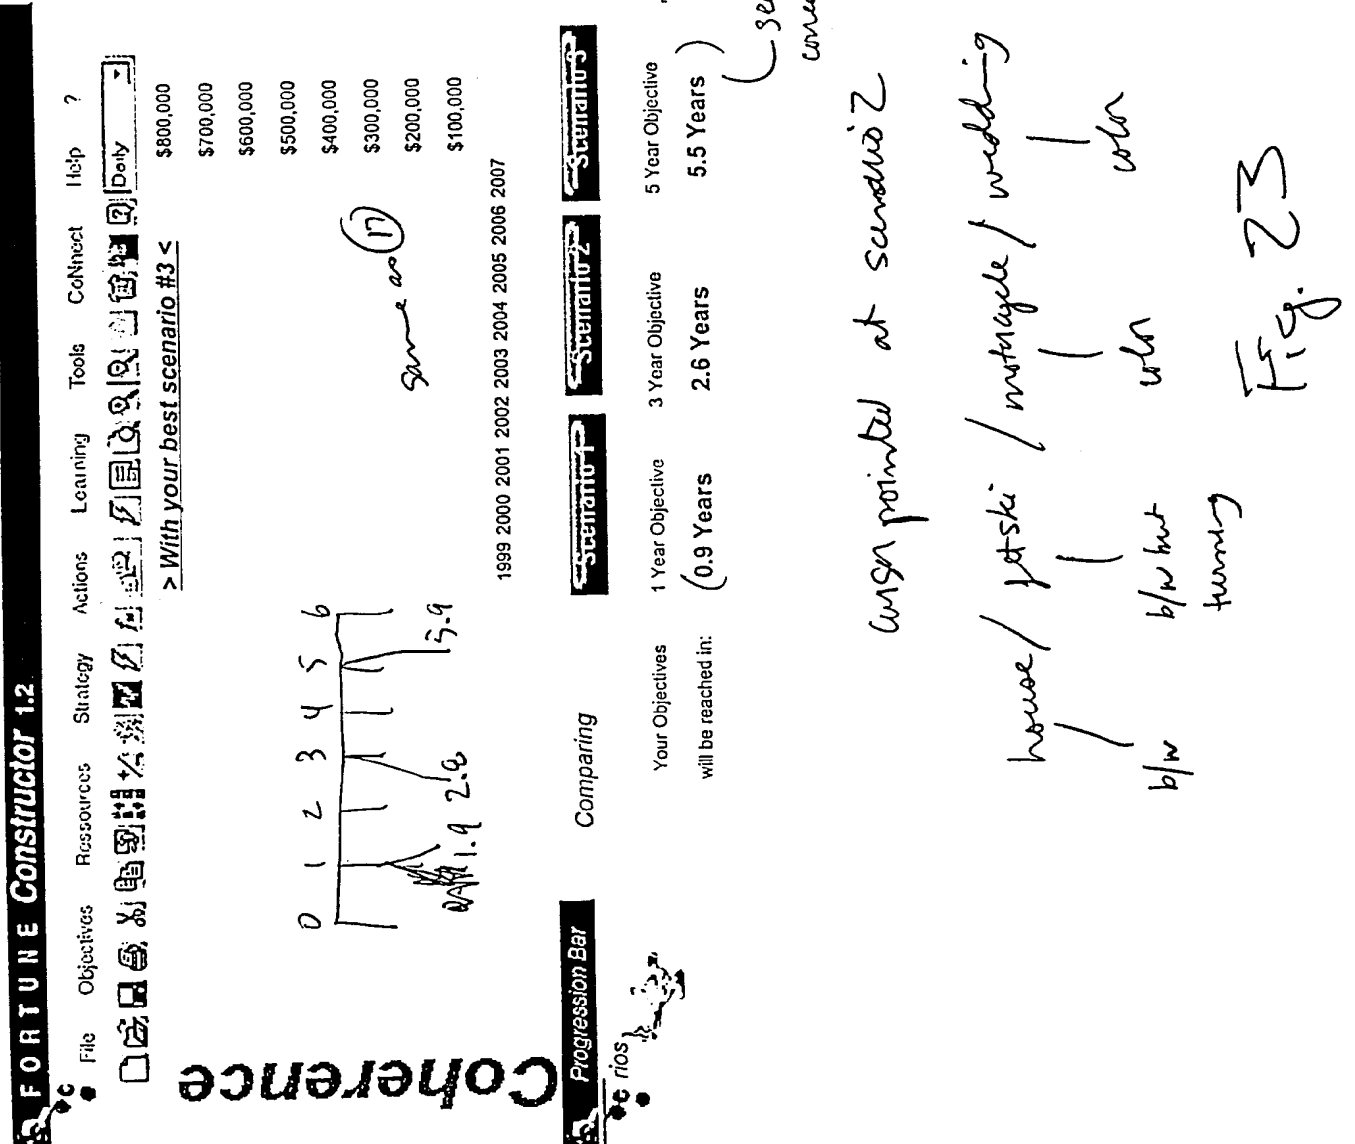 FORTUNE Constructor 1.2
File Objectives Ressources Strategy Actions Learning Tools CoNnect Help ?
Daily
> With your best scenario #3 <
$800,000
$700,000
$600,000
$500,000
$400,000
$300,000
$200,000
$100,000
same as 17
0 1 2 3 4 5 6
1.9 2.8 5.9
1999 2000 2001 2002 2003 2004 2005 2006 2007
Coherence
Progression Bar
Comparing
Scenario 1
Scenario 2
Scenario 3
rios
Your Objectives
1 Year Objective
3 Year Objective
5 Year Objective
will be reached in:
(0.9 Years
2.6 Years
5.5 Years)
cursor pointed at scenario 2
house / jet ski / motorcycle / wedding
b/w
b/w but turning
color
color
Fig. 23